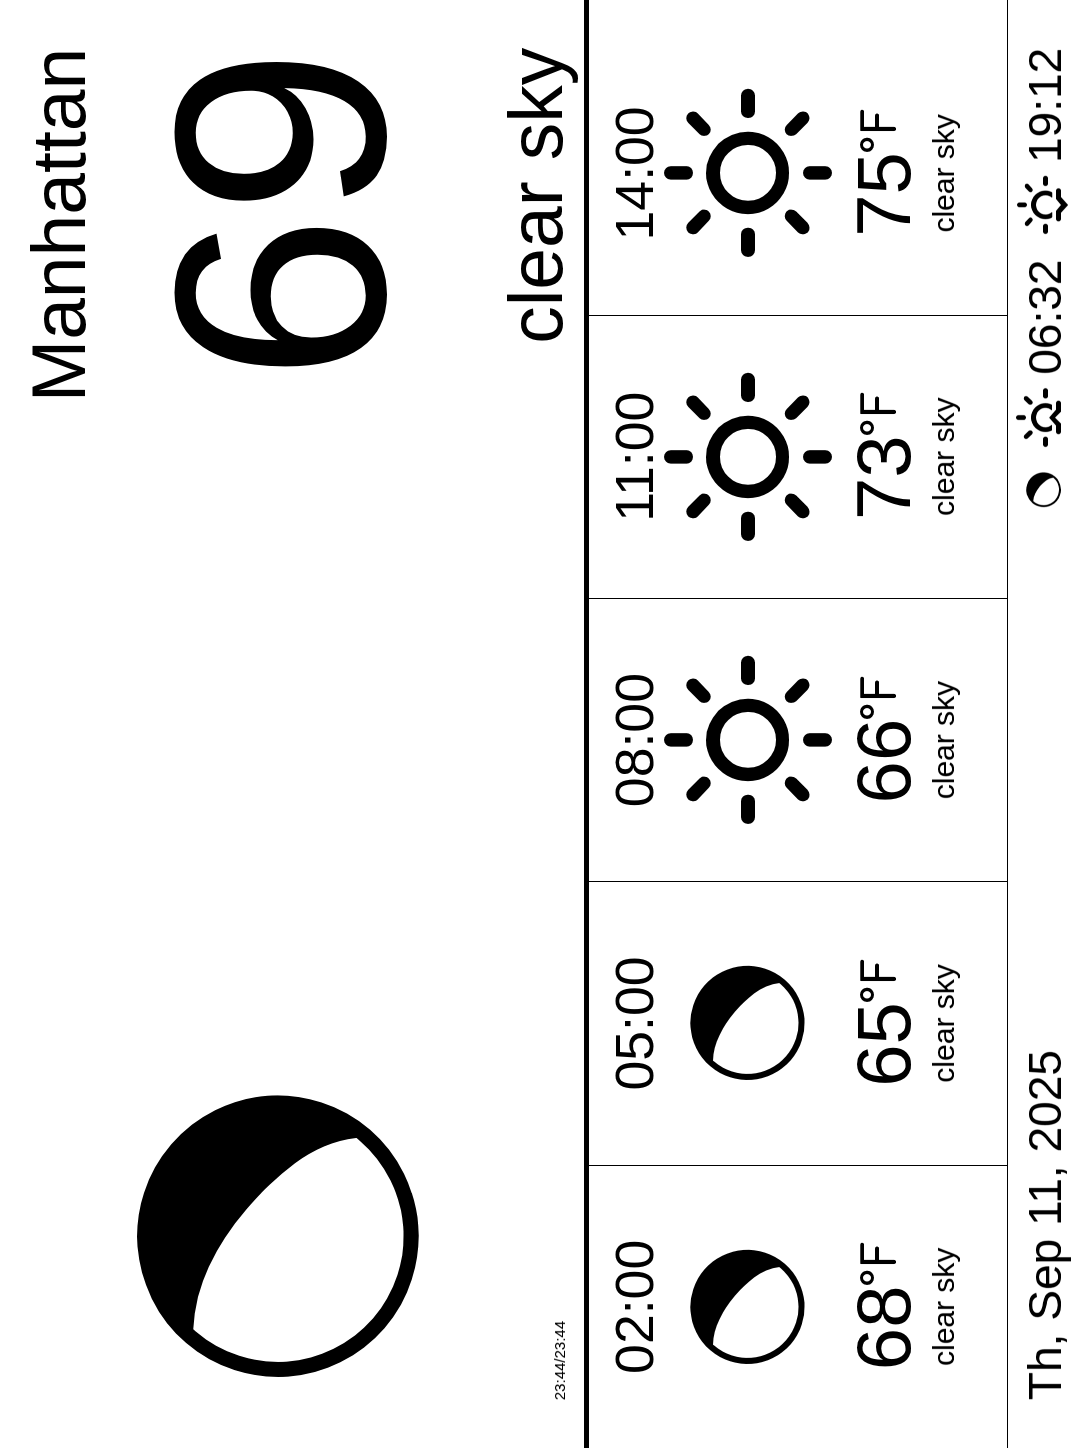 Manhattan
69
clear sky
23:44/23:44
02:00 05:00 08:00 11:00 14:00
68°F 65°F 66°F 73°F 75°F
clear sky clear sky clear sky clear sky clear sky
Th, Sep 11, 2025 06:32 19:12